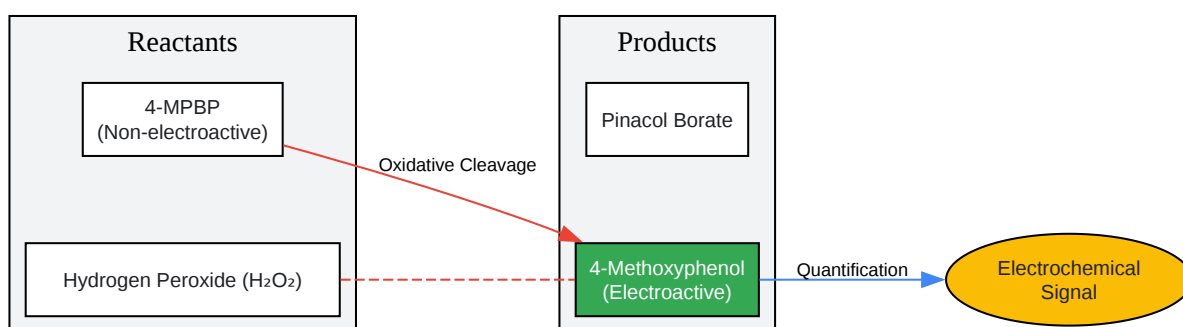 Reactants
Products
4-MPBP
(Non-electroactive)
Pinacol Borate
Oxidative Cleavage
Hydrogen Peroxide (H₂O₂)
4-Methoxyphenol
(Electroactive)
Quantification
Electrochemical
Signal